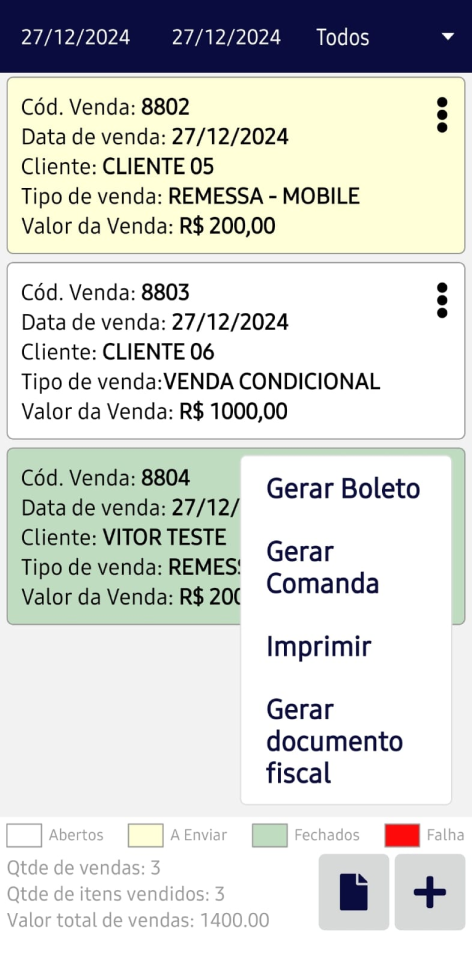 27/12/2024 27/12/2024 Todos
Cód. Venda: 8802
Data de venda: 27/12/2024
Cliente: CLIENTE 05
Tipo de venda: REMESSA - MOBILE
Valor da Venda: R$ 200,00
Cód. Venda: 8803
Data de venda: 27/12/2024
Cliente: CLIENTE 06
Tipo de venda:VENDA CONDICIONAL
Valor da Venda: R$ 1000,00
Cód. Venda: 8804
Data de venda: 27/12/
Cliente: VITOR TESTE
Tipo de venda: REMES
Valor da Venda: R$ 200
Gerar Boleto
Gerar
Comanda
Imprimir
Gerar
documento
fiscal
Abertos A Enviar Fechados Falha
Qtde de vendas: 3
Qtde de itens vendidos: 3
Valor total de vendas: 1400.00